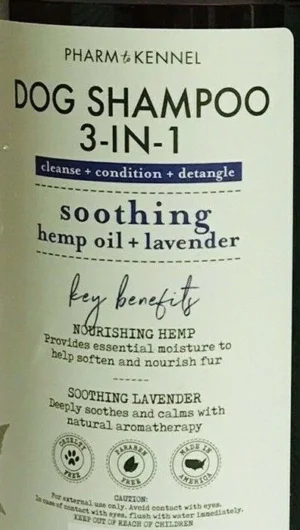 PHARM to KENNEL
DOG SHAMPOO
3-IN-1
cleanse + condition + detangle
soothing
hemp oil + lavender
key benefits
NOURISHING HEMP
Provides essential moisture to
help soften and nourish fur
SOOTHING LAVENDER
Deeply soothes and calms with
natural aromatherapy
CRUELTY
FREE
PARABEN
FREE
MADE IN
AMERICA
CAUTION:
For external use only. Avoid contact with eyes.
In case of contact with eyes, flush with water immediately.
KEEP OUT OF REACH OF CHILDREN